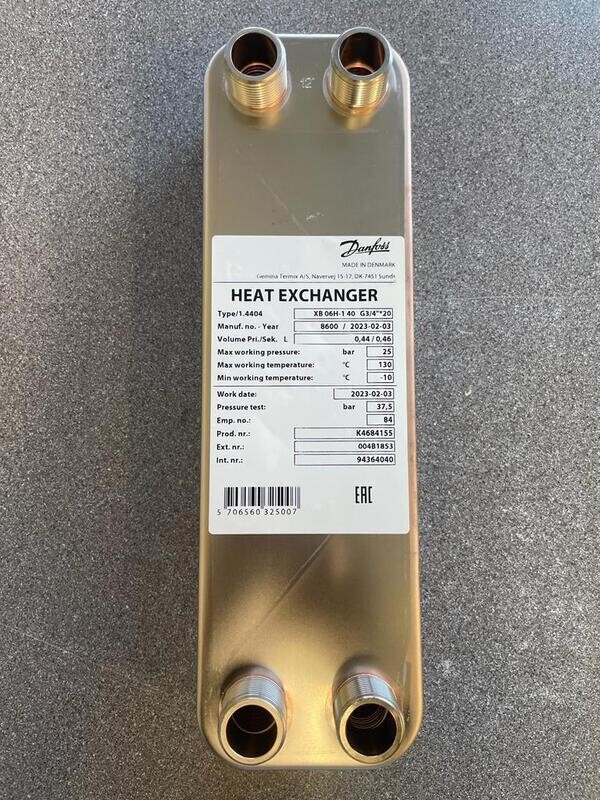 12"
Danfoss
MADE IN DENMARK
Gemina Termix A/S, Navervej 15-17, DK-7451 Sunds
HEAT EXCHANGER
Type/1.4404 XB 06H-1 40 G3/4"*20
Manuf. no. - Year 8600 / 2023-02-03
Volume Pri./Sek. L 0,44 / 0,46
Max working pressure: bar 25
Max working temperature: °C 130
Min working temperature: °C -10
Work date: 2023-02-03
Pressure test: bar 37,5
Emp. no.: 84
Prod. nr.: K4684155
Ext. nr.: 004B1853
Int. nr.: 94364040
EAC
5 706560 325007